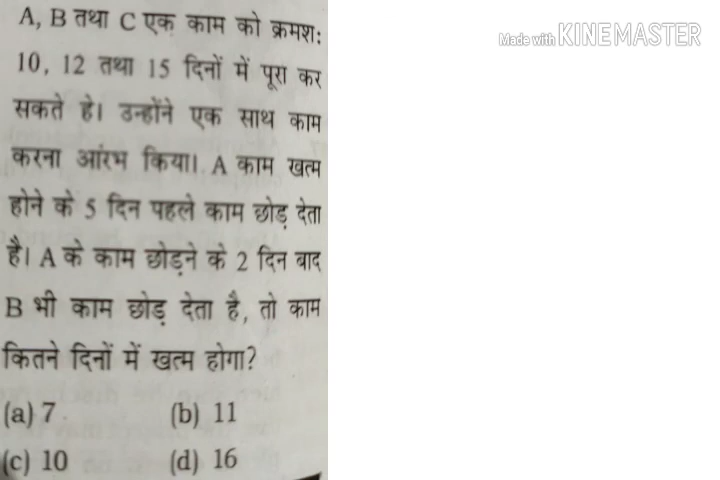 A, B तथा C एक काम को क्रमश:
Made with KINEMASTER
10, 12 तथा 15 दिनों में पूरा कर
सकते हे। उन्होंने एक साथ काम
करना आंरभ किया। A काम खत्म
होने के 5 दिन पहले काम छोड़ देता
है। A के काम छोड़ने के 2 दिन बाद
B भी काम छोड़ देता है, तो काम
कितने दिनों में खत्म होगा?
(a) 7 (b) 11
(c) 10 (d) 16